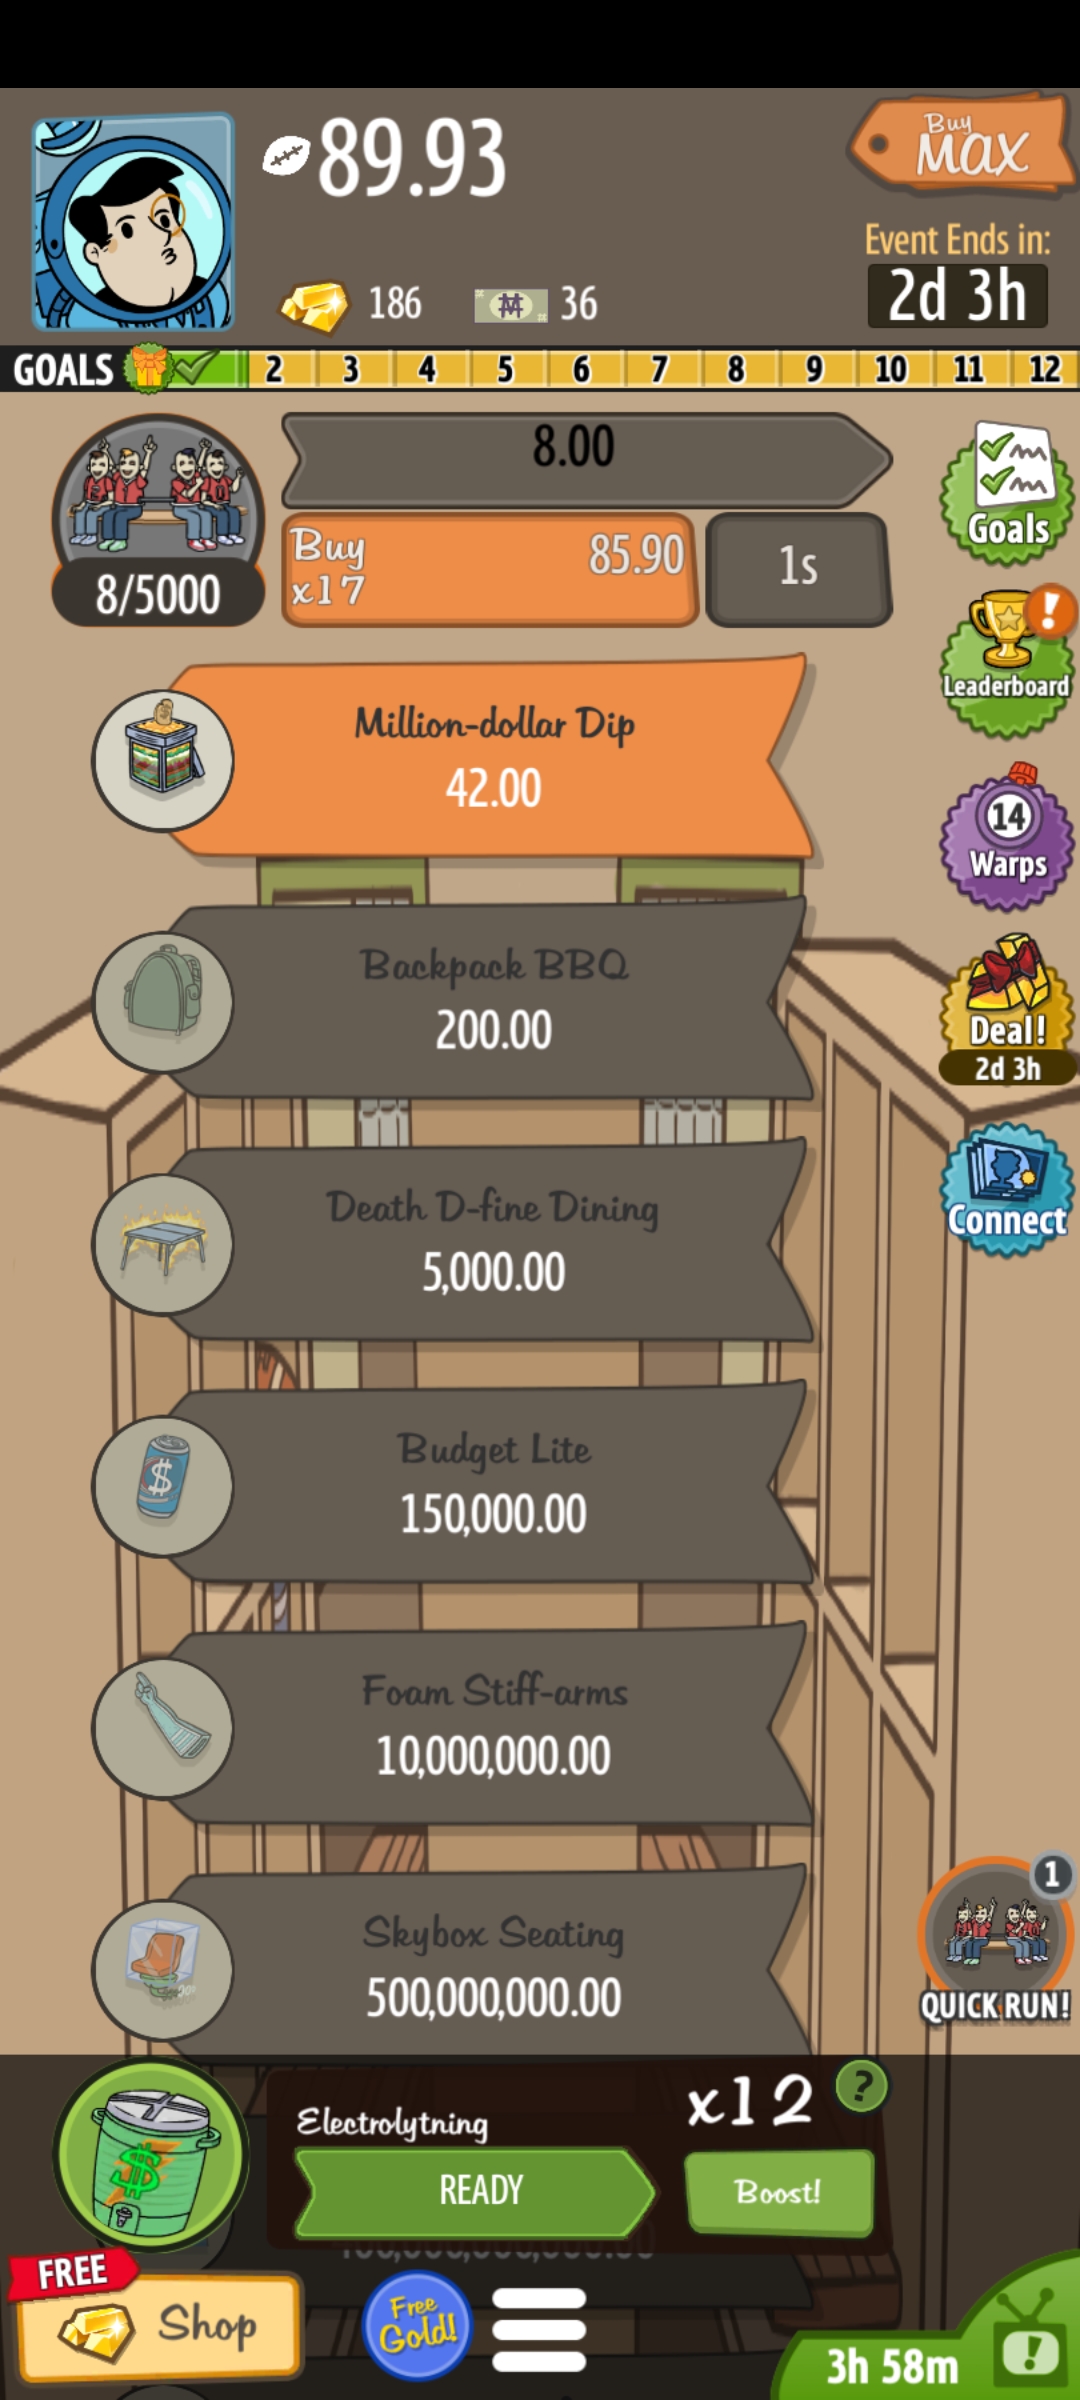 89.93
Buy
MAX
Event Ends in:
2d 3h
186
36
GOALS 2 3 4 5 6 7 8 9 10 11 12
8.00
Buy
x17
85.90
1s
8/5000
Goals
Leaderboard
14
Warps
Deal!
2d 3h
Connect
Million-dollar Dip
42.00
Backpack BBQ
200.00
Death D-fine Dining
5,000.00
Budget Lite
150,000.00
Foam Stiff-arms
10,000,000.00
Skybox Seating
500,000,000.00
1
QUICK RUN!
Electrolytning
x12
?
READY
Boost!
FREE
Shop
Free
Gold!
3h 58m